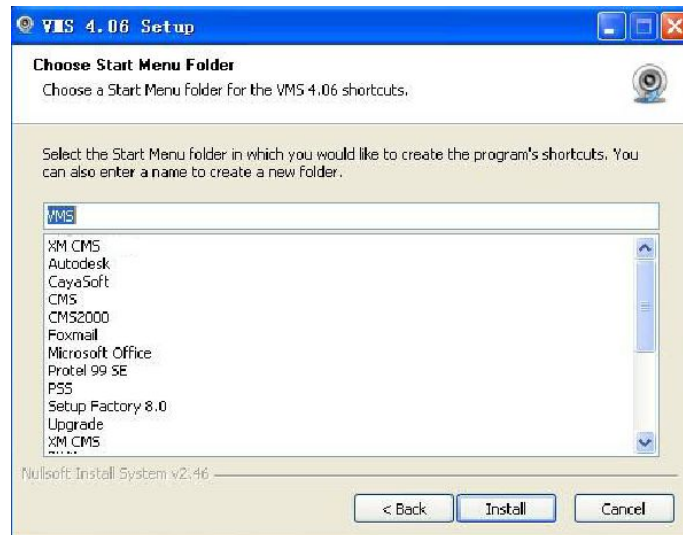 VMS 4.06 Setup
Choose Start Menu Folder
Choose a Start Menu folder for the VMS 4.06 shortcuts.
Select the Start Menu folder in which you would like to create the program's shortcuts. You
can also enter a name to create a new folder.
VMS
XM CMS
Autodesk
CayaSoft
CMS
CMS2000
Foxmail
Microsoft Office
Protel 99 SE
PSS
Setup Factory 8.0
Upgrade
XM CMS
Nullsoft Install System v2.46
< Back Install Cancel